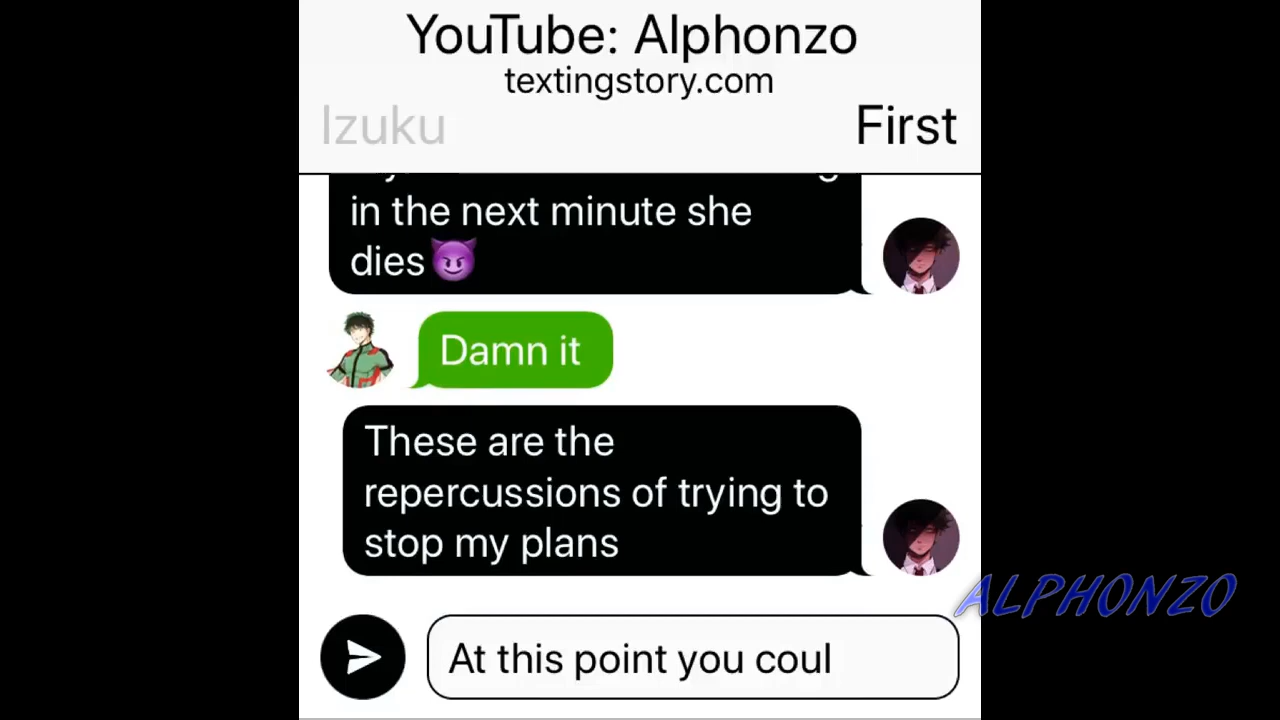 YouTube: Alphonzo
textingstory.com
Izuku First
in the next minute she
dies😈
Damn it
These are the
repercussions of trying to
stop my plans
ALPHONZO
At this point you coul